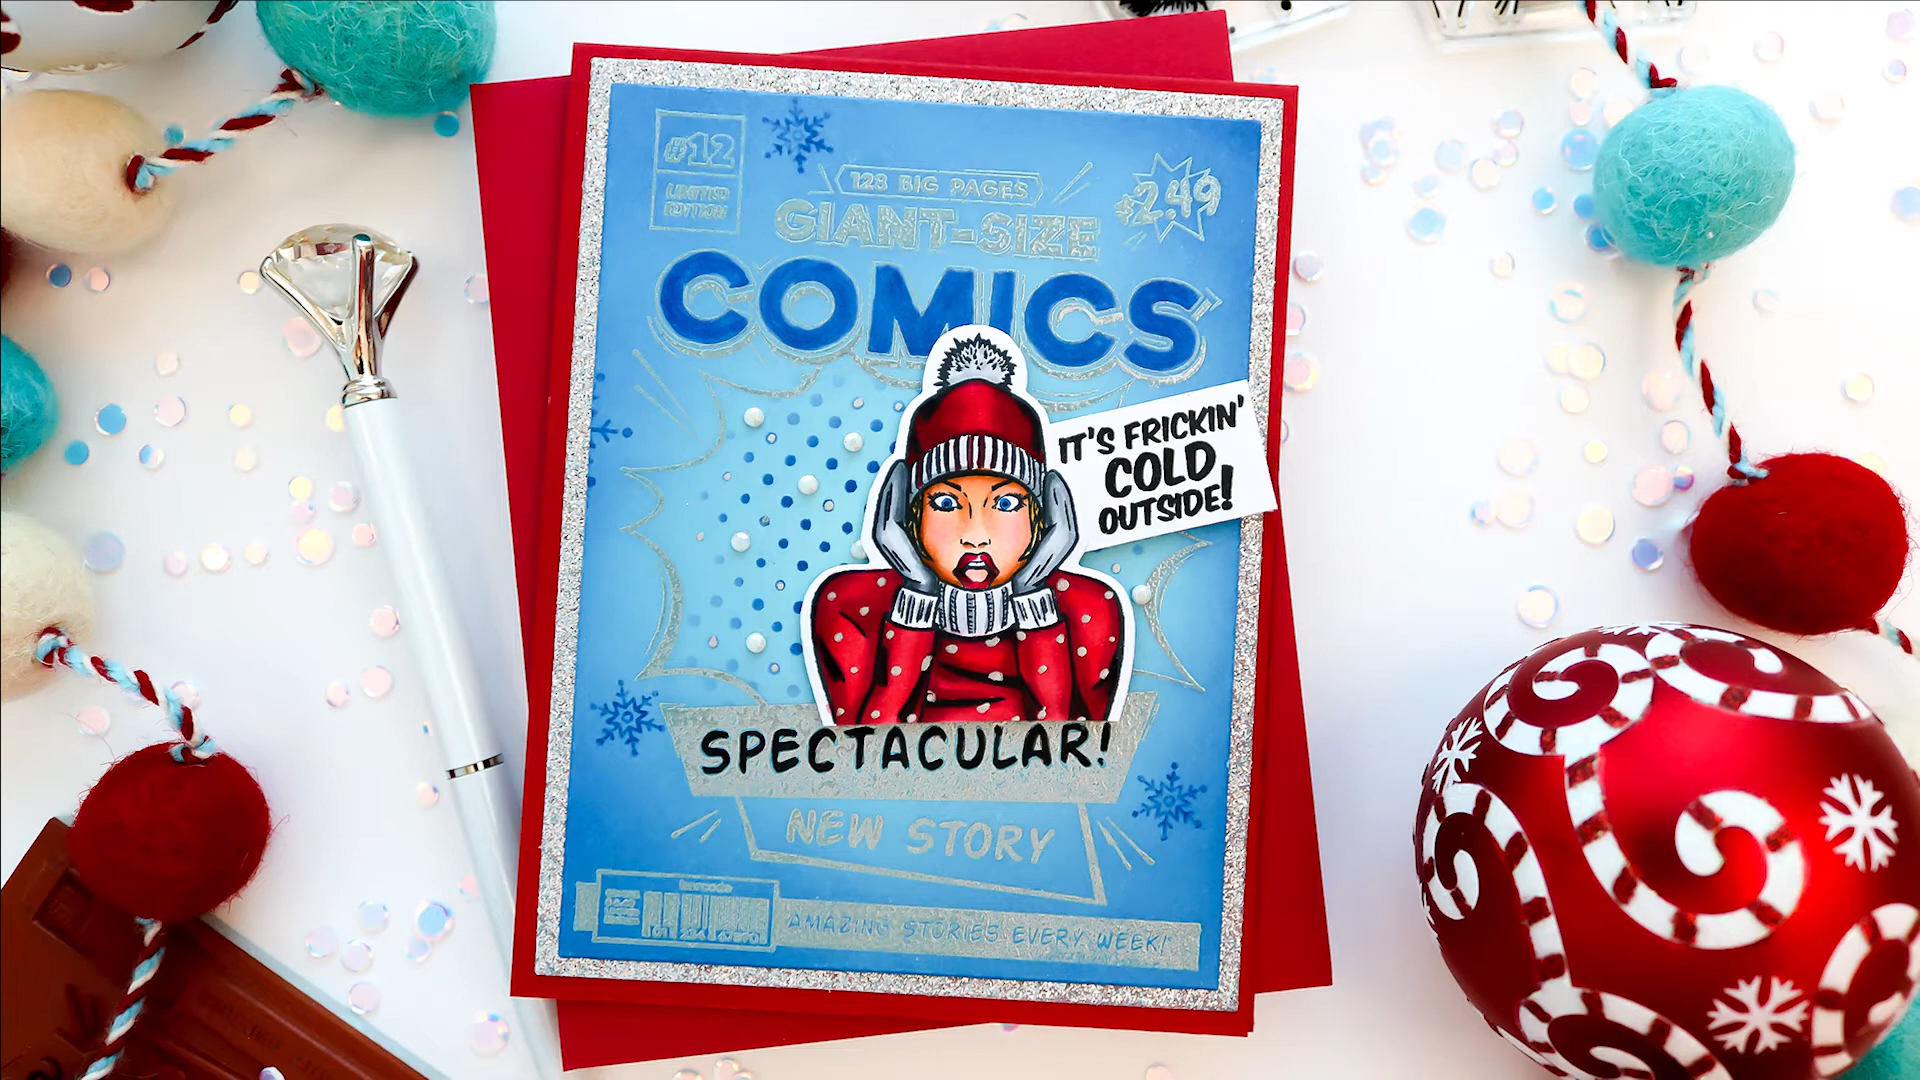 #12
LIMITED
EDITION
128 BIG PAGES
$2.49
GIANT-SIZE
COMICS
IT'S FRICKIN'
COLD
OUTSIDE!
SPECTACULAR!
NEW STORY
barcode
AMAZING STORIES EVERY WEEK!